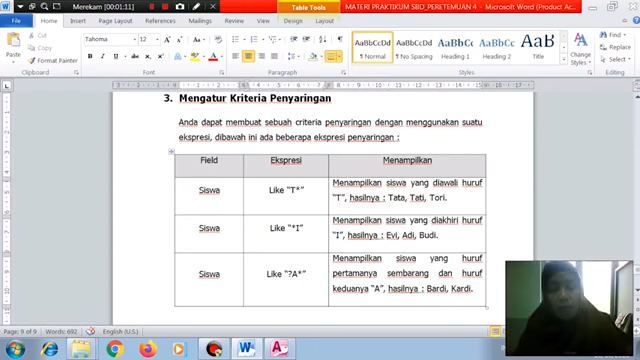 Merekam 00:01:11
Table Tools
MATERI PRAKTIKUM SBD_PERETEMUAN 4 - Microsoft Word (Product Ac
File
Home
Insert
Page Layout
References
Mailings
Review
View
Design
Layout
Tahoma
12
AaBbCcDd
AaBbCcDd
AaBbC
AaBbCc
AaB
¶ Normal
¶ No Spacing
Heading 1
Heading 2
Title
Change Styles
Find
Replace
Select
Paste
Clipboard
Font
Paragraph
Styles
Editing
3. Mengatur Kriteria Penyaringan
Anda dapat membuat sebuah criteria penyaringan dengan menggunakan suatu
ekspresi, dibawah ini ada beberapa ekspresi penyaringan :
Field
Ekspresi
Menampilkan
Siswa
Like "T*"
Menampilkan siswa yang diawali huruf
"T", hasilnya : Tata, Tati, Tori.
Siswa
Like "*I"
Menampilkan siswa yang diakhiri huruf
"I", hasilnya : Evi, Adi, Budi.
Siswa
Like "?A*"
Menampilkan siswa yang huruf
pertamanya sembarang dan huruf
keduanya "A", hasilnya : Bardi, Kardi.
Page: 9 of 9
Words: 692
English (U.S.)